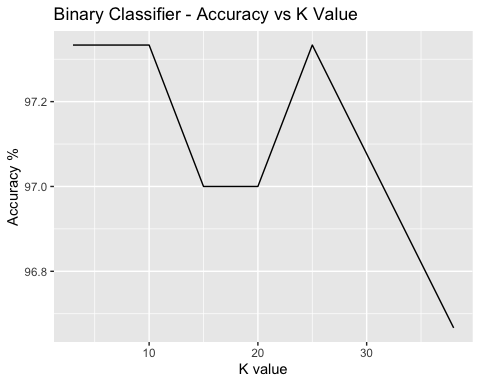 Binary Classifier - Accuracy vs K Value
97.2
97.0
96.8
Accuracy %
10 20 30
K value